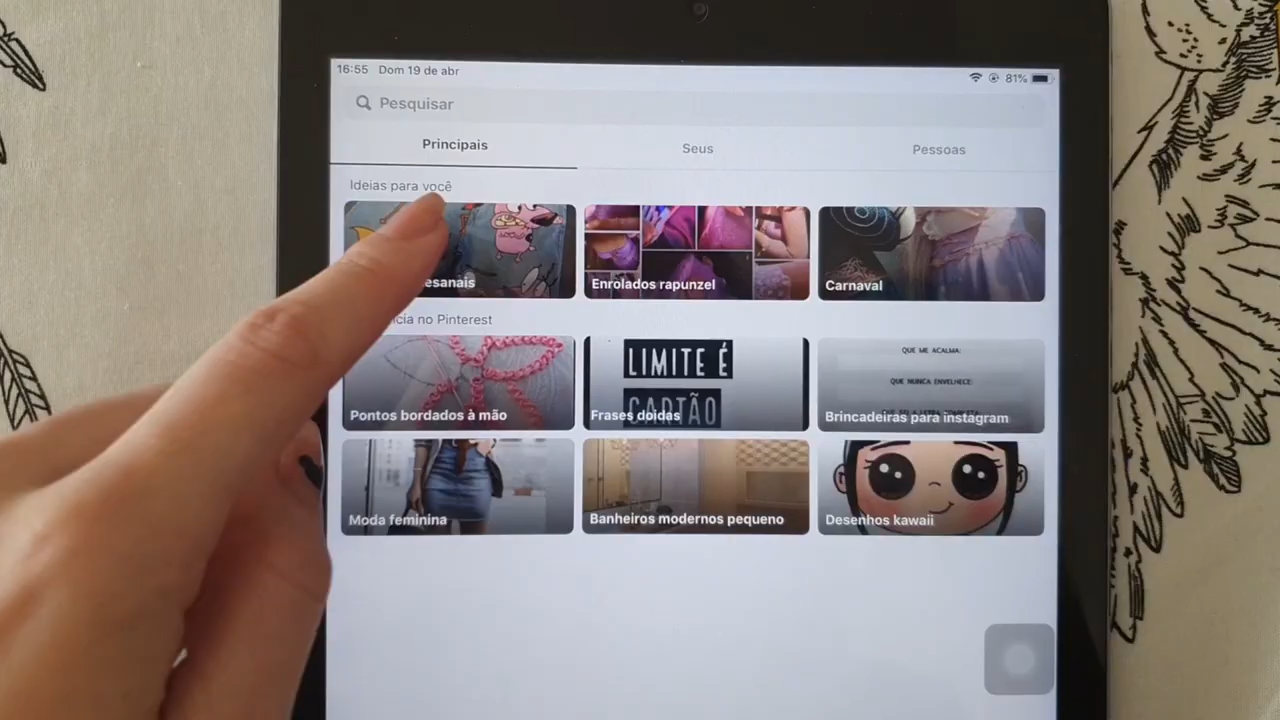 16:55 Dom 19 de abr 81%
Pesquisar
Principais Seus Pessoas
Ideias para você
Enrolados rapunzel Carnaval
no Pinterest
LIMITE É
CARTÃO
QUE ME ACALMA:
QUE NUNCA ENVELHECE:
Pontos bordados à mão Frases doidas Brincadeiras para instagram
Moda feminina Banheiros modernos pequeno Desenhos kawaii